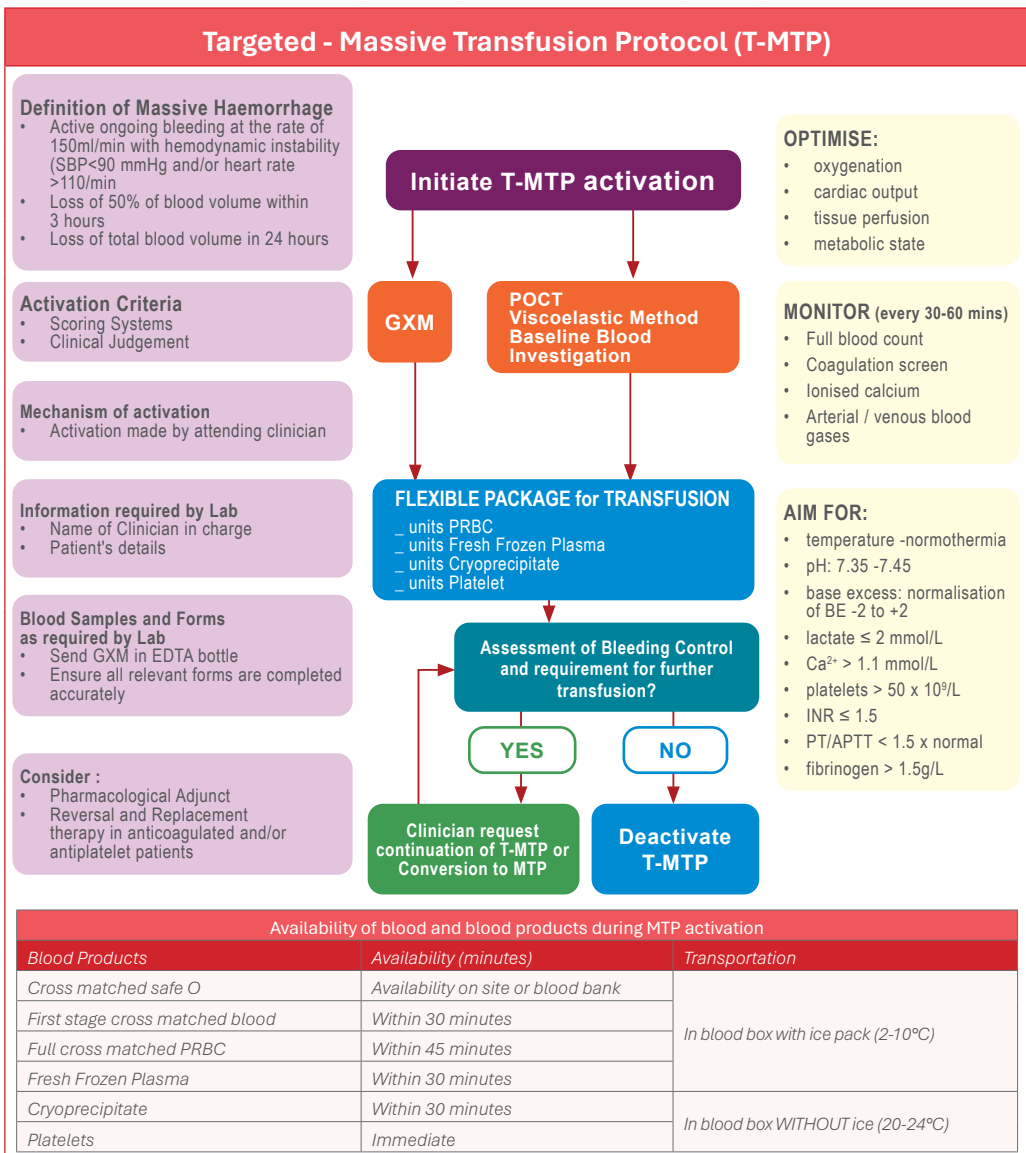 Targeted - Massive Transfusion Protocol (T-MTP)
Definition of Massive Haemorrhage
• Active ongoing bleeding at the rate of
150ml/min with hemodynamic instability
(SBP<90 mmHg and/or heart rate
>110/min
• Loss of 50% of blood volume within
3 hours
• Loss of total blood volume in 24 hours
Activation Criteria
• Scoring Systems
• Clinical Judgement
Mechanism of activation
• Activation made by attending clinician
Information required by Lab
• Name of Clinician in charge
• Patient's details
Blood Samples and Forms
as required by Lab
• Send GXM in EDTA bottle
• Ensure all relevant forms are completed
accurately
Consider :
• Pharmacological Adjunct
• Reversal and Replacement
therapy in anticoagulated and/or
antiplatelet patients
Initiate T-MTP activation
GXM
POCT
Viscoelastic Method
Baseline Blood
Investigation
FLEXIBLE PACKAGE for TRANSFUSION
_ units PRBC
_ units Fresh Frozen Plasma
_ units Cryoprecipitate
_ units Platelet
Assessment of Bleeding Control
and requirement for further
transfusion?
YES
NO
Clinician request
continuation of T-MTP or
Conversion to MTP
Deactivate
T-MTP
OPTIMISE:
• oxygenation
• cardiac output
• tissue perfusion
• metabolic state
MONITOR (every 30-60 mins)
• Full blood count
• Coagulation screen
• Ionised calcium
• Arterial / venous blood
gases
AIM FOR:
• temperature -normothermia
• pH: 7.35 -7.45
• base excess: normalisation
of BE -2 to +2
• lactate ≤ 2 mmol/L
• Ca²⁺ > 1.1 mmol/L
• platelets > 50 x 10⁹/L
• INR ≤ 1.5
• PT/APTT < 1.5 x normal
• fibrinogen > 1.5g/L
Availability of blood and blood products during MTP activation
Blood Products Availability (minutes) Transportation
Cross matched safe O Availability on site or blood bank
First stage cross matched blood Within 30 minutes
Full cross matched PRBC Within 45 minutes
In blood box with ice pack (2-10°C)
Fresh Frozen Plasma Within 30 minutes
Cryoprecipitate Within 30 minutes
In blood box WITHOUT ice (20-24°C)
Platelets Immediate